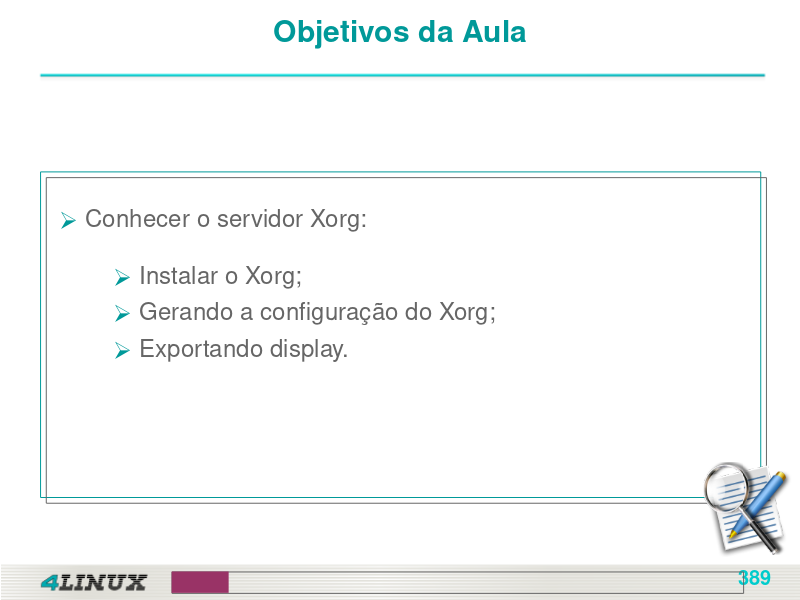 Objetivos da Aula
Conhecer o servidor Xorg:
Instalar o Xorg;
Gerando a configuração do Xorg;
Exportando display.
4LINUX
389